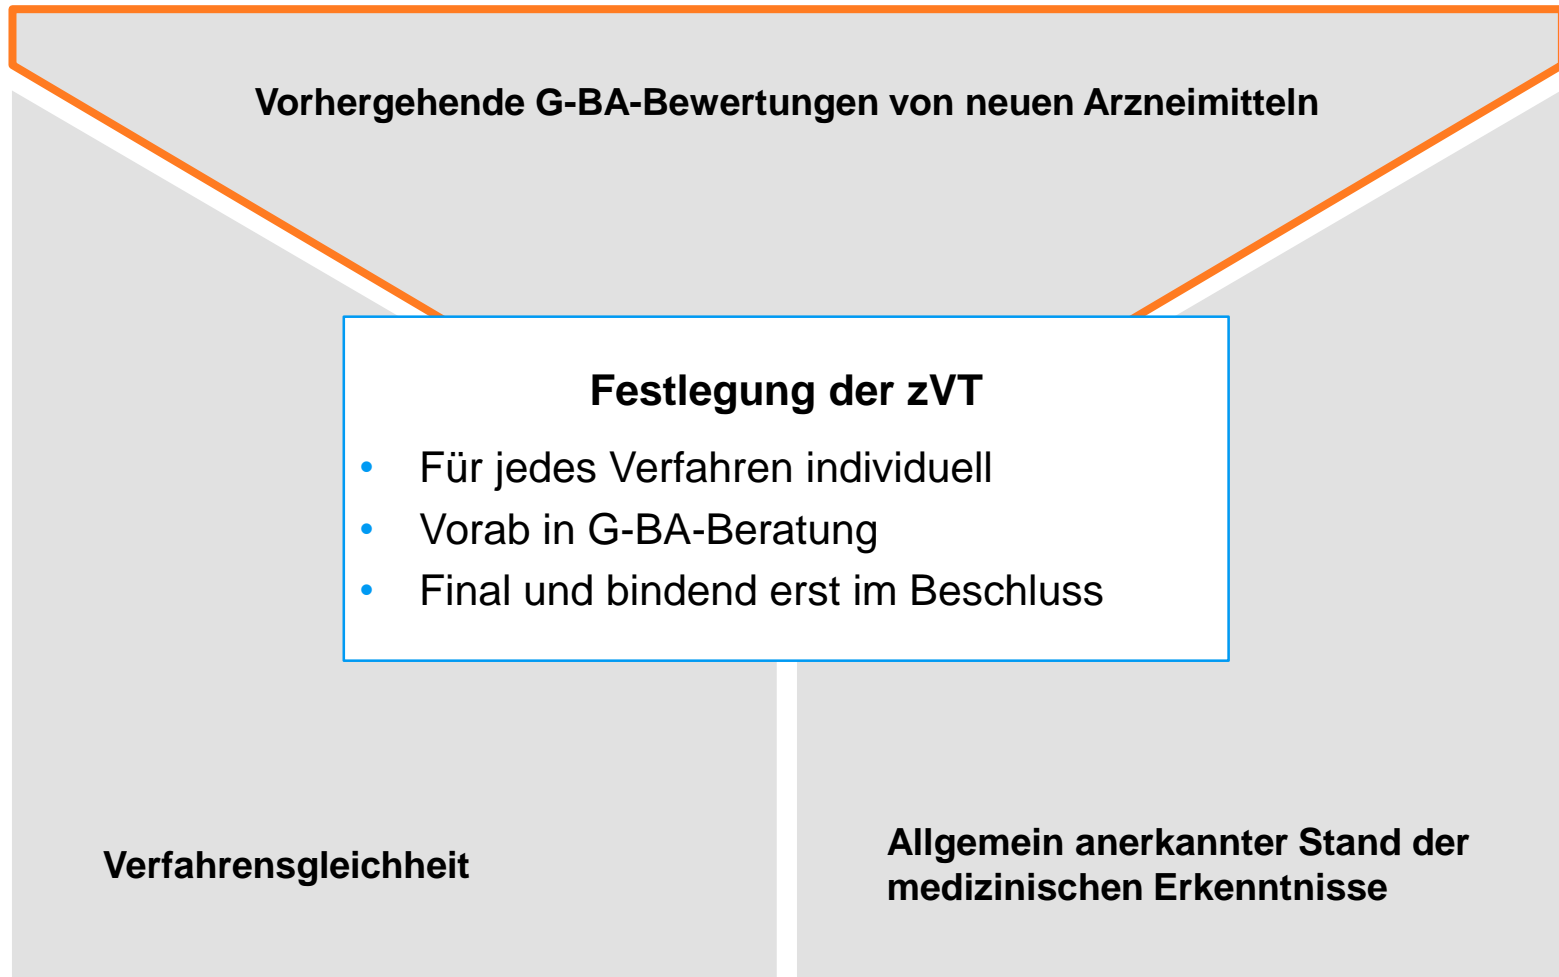 Vorhergehende G-BA-Bewertungen von neuen Arzneimitteln
Festlegung der zVT
• Für jedes Verfahren individuell
• Vorab in G-BA-Beratung
• Final und bindend erst im Beschluss
Verfahrensgleichheit
Allgemein anerkannter Stand der
medizinischen Erkenntnisse